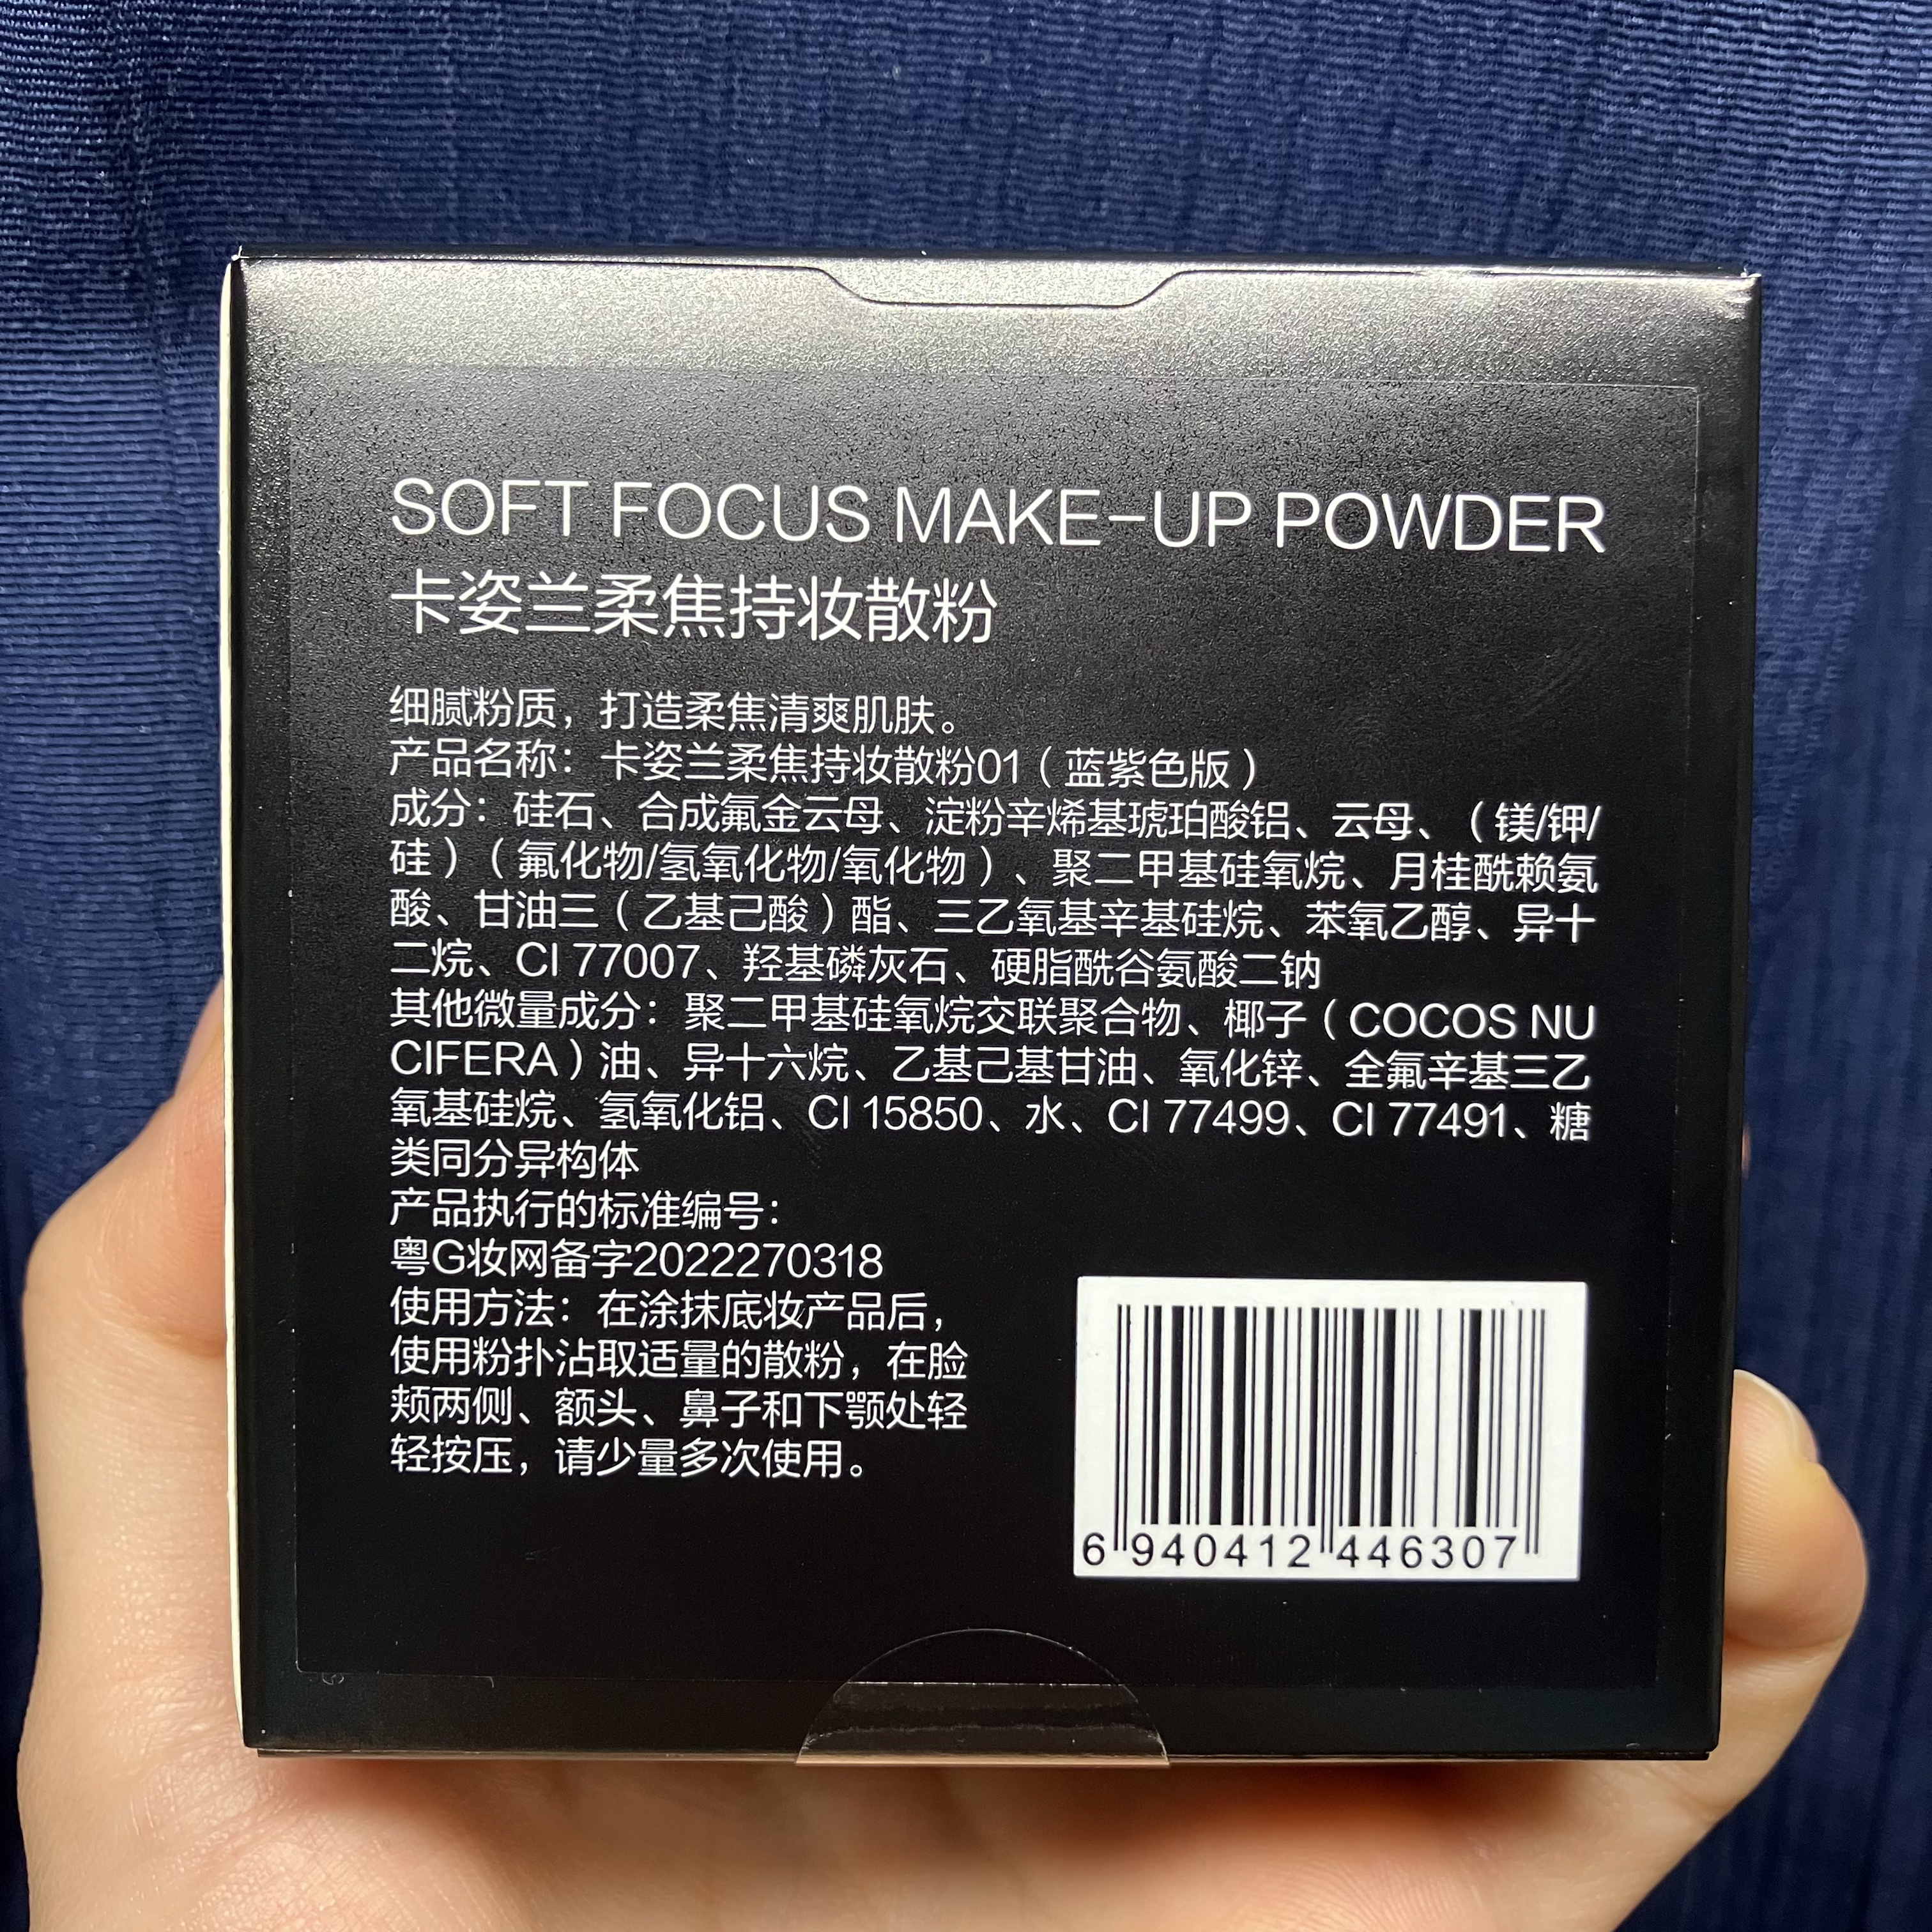 SOFT FOCUS MAKE-UP POWDER
卡姿兰柔焦持妆散粉
细腻粉质，打造柔焦清爽肌肤。
产品名称：卡姿兰柔焦持妆散粉01（蓝紫色版）
成分：硅石、合成氟金云母、淀粉辛烯基琥珀酸铝、云母、（镁/钾/
硅）（氟化物/氢氧化物/氧化物）、聚二甲基硅氧烷、月桂酰赖氨
酸、甘油三（乙基己酸）酯、三乙氧基辛基硅烷、苯氧乙醇、异十
二烷、CI 77007、羟基磷灰石、硬脂酰谷氨酸二钠
其他微量成分：聚二甲基硅氧烷交联聚合物、椰子（COCOS NU
CIFERA）油、异十六烷、乙基己基甘油、氧化锌、全氟辛基三乙
氧基硅烷、氢氧化铝、CI 15850、水、CI 77499、CI 77491、糖
类同分异构体
产品执行的标准编号：
粤G妆网备字2022270318
使用方法：在涂抹底妆产品后，
使用粉扑沾取适量的散粉，在脸
颊两侧、额头、鼻子和下颚处轻
轻按压，请少量多次使用。
6 940412 446307